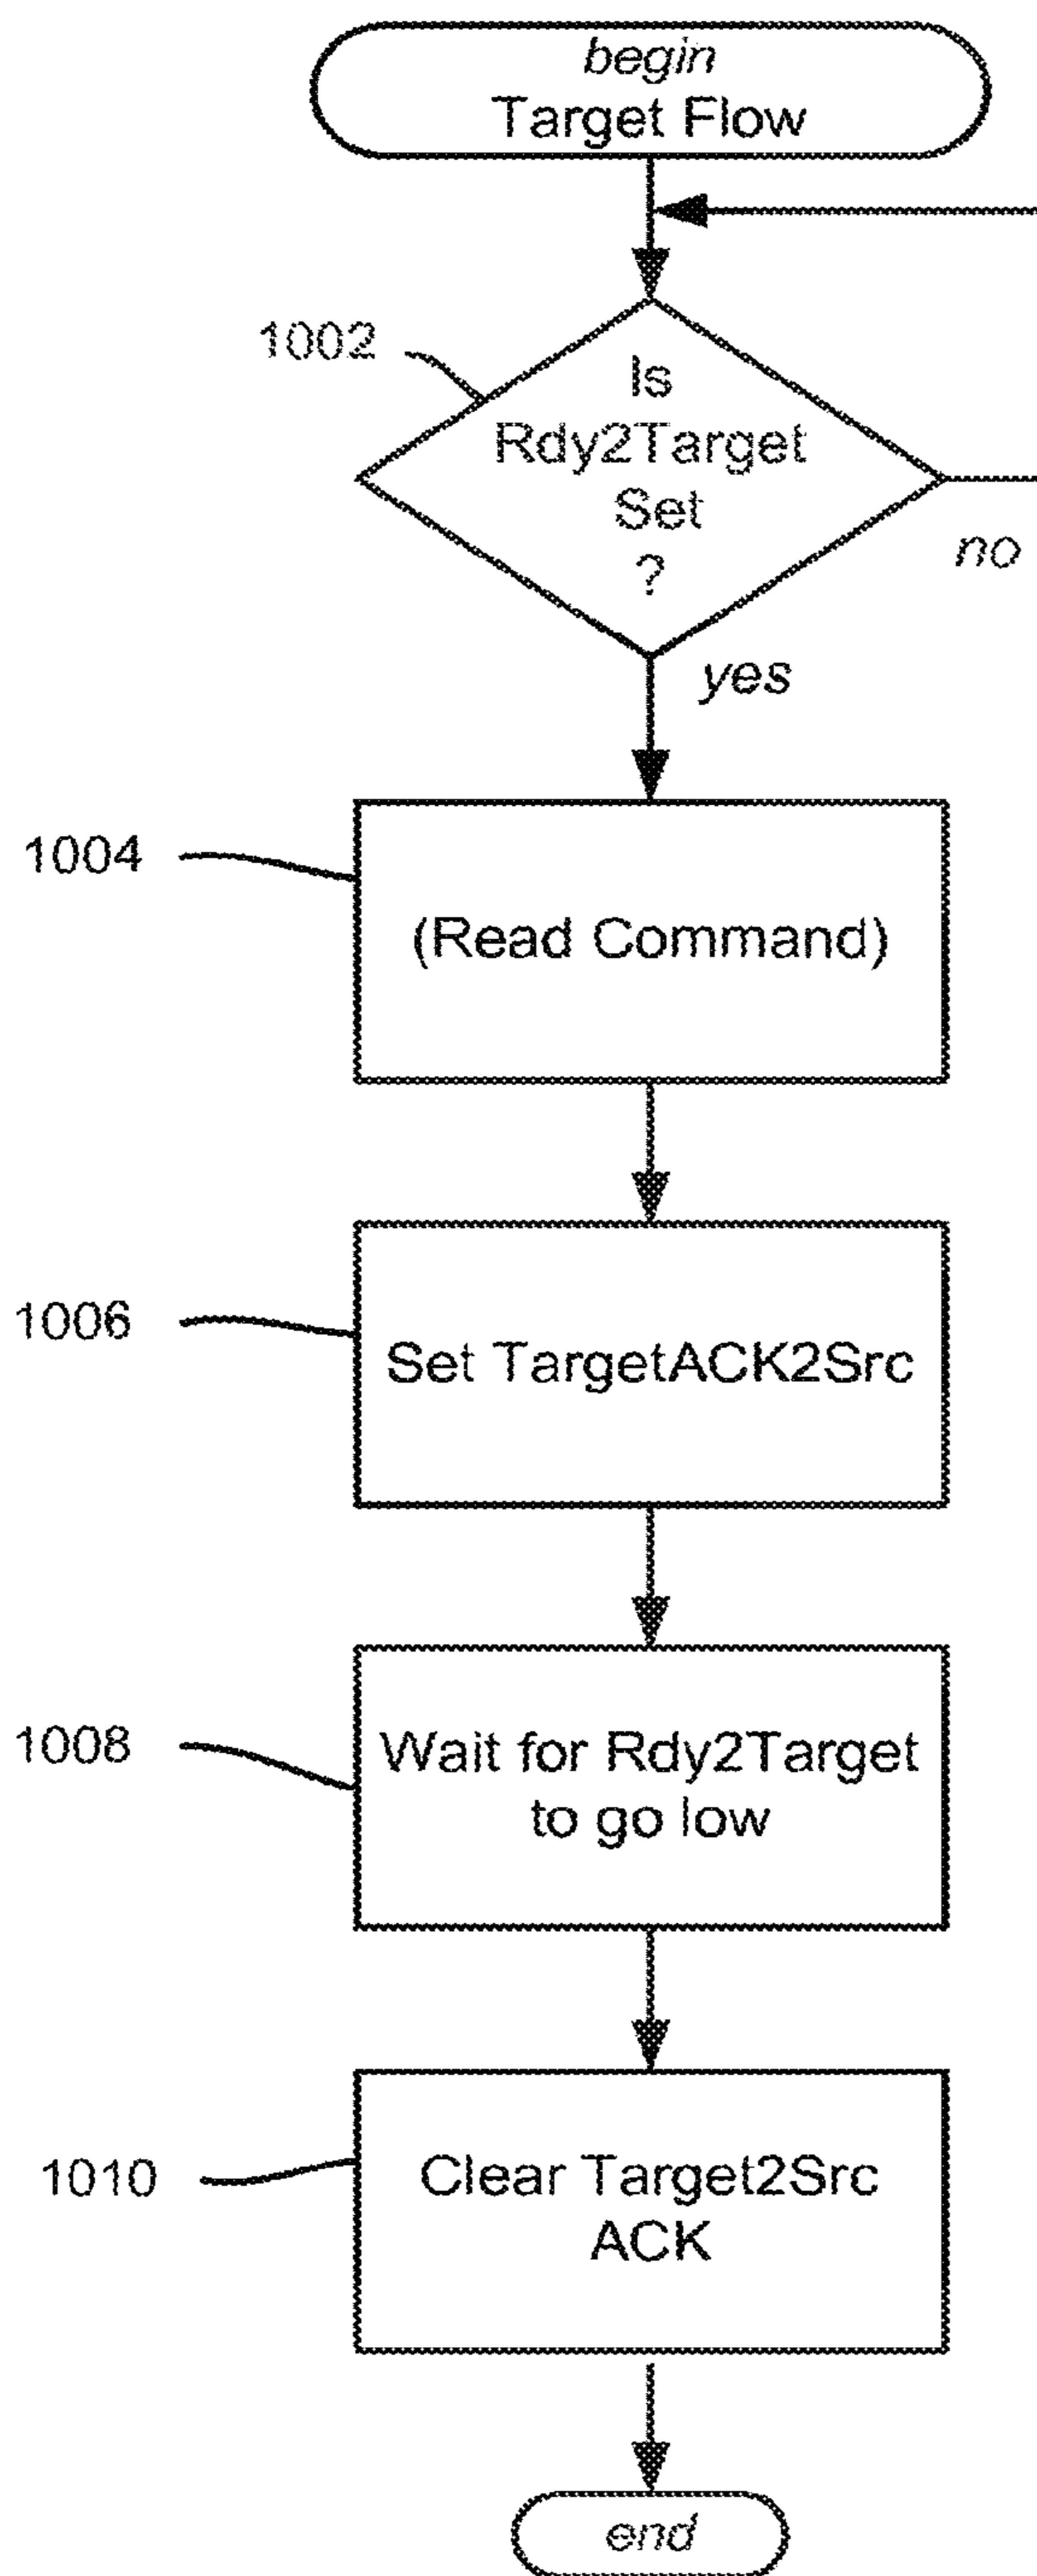 begin
Target Flow
1002
Is
Rdy2Target
Set
?
no
yes
1004
(Read Command)
1006
Set TargetACK2Src
1008
Wait for Rdy2Target
to go low
1010
Clear Target2Src
ACK
end